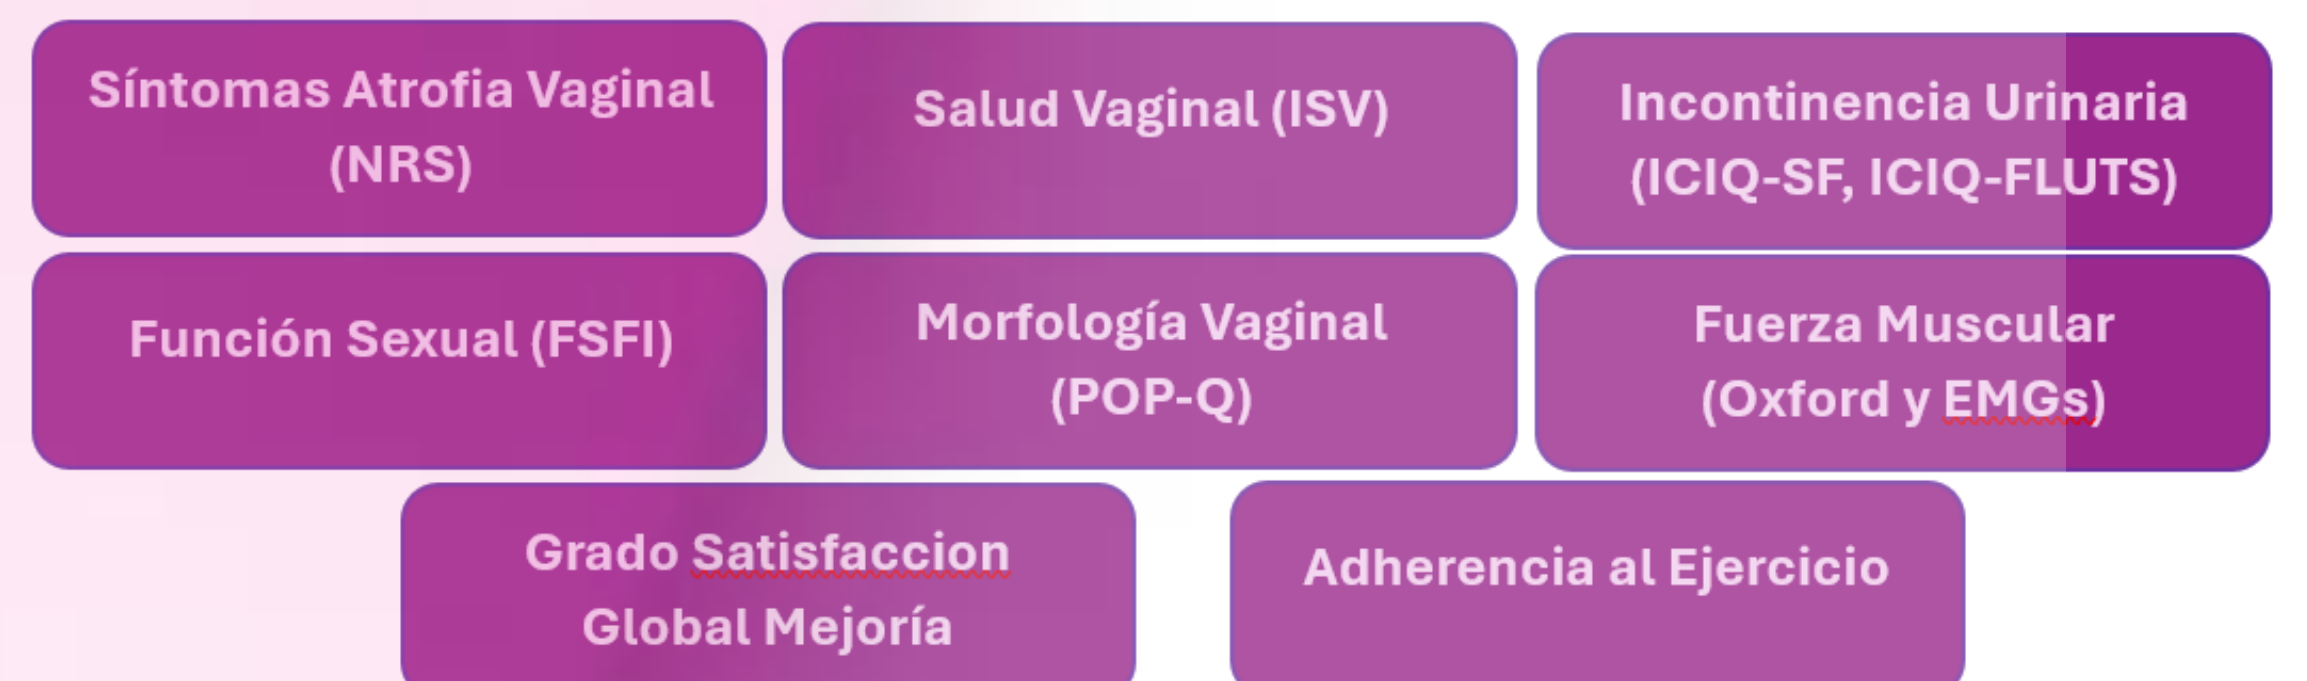 Síntomas Atrofia Vaginal
(NRS)
Salud Vaginal (ISV)
Incontinencia Urinaria
(ICIQ-SF, ICIQ-FLUTS)
Función Sexual (FSFI)
Morfología Vaginal
(POP-Q)
Fuerza Muscular
(Oxford y EMGs)
Grado Satisfaccion
Global Mejoría
Adherencia al Ejercicio